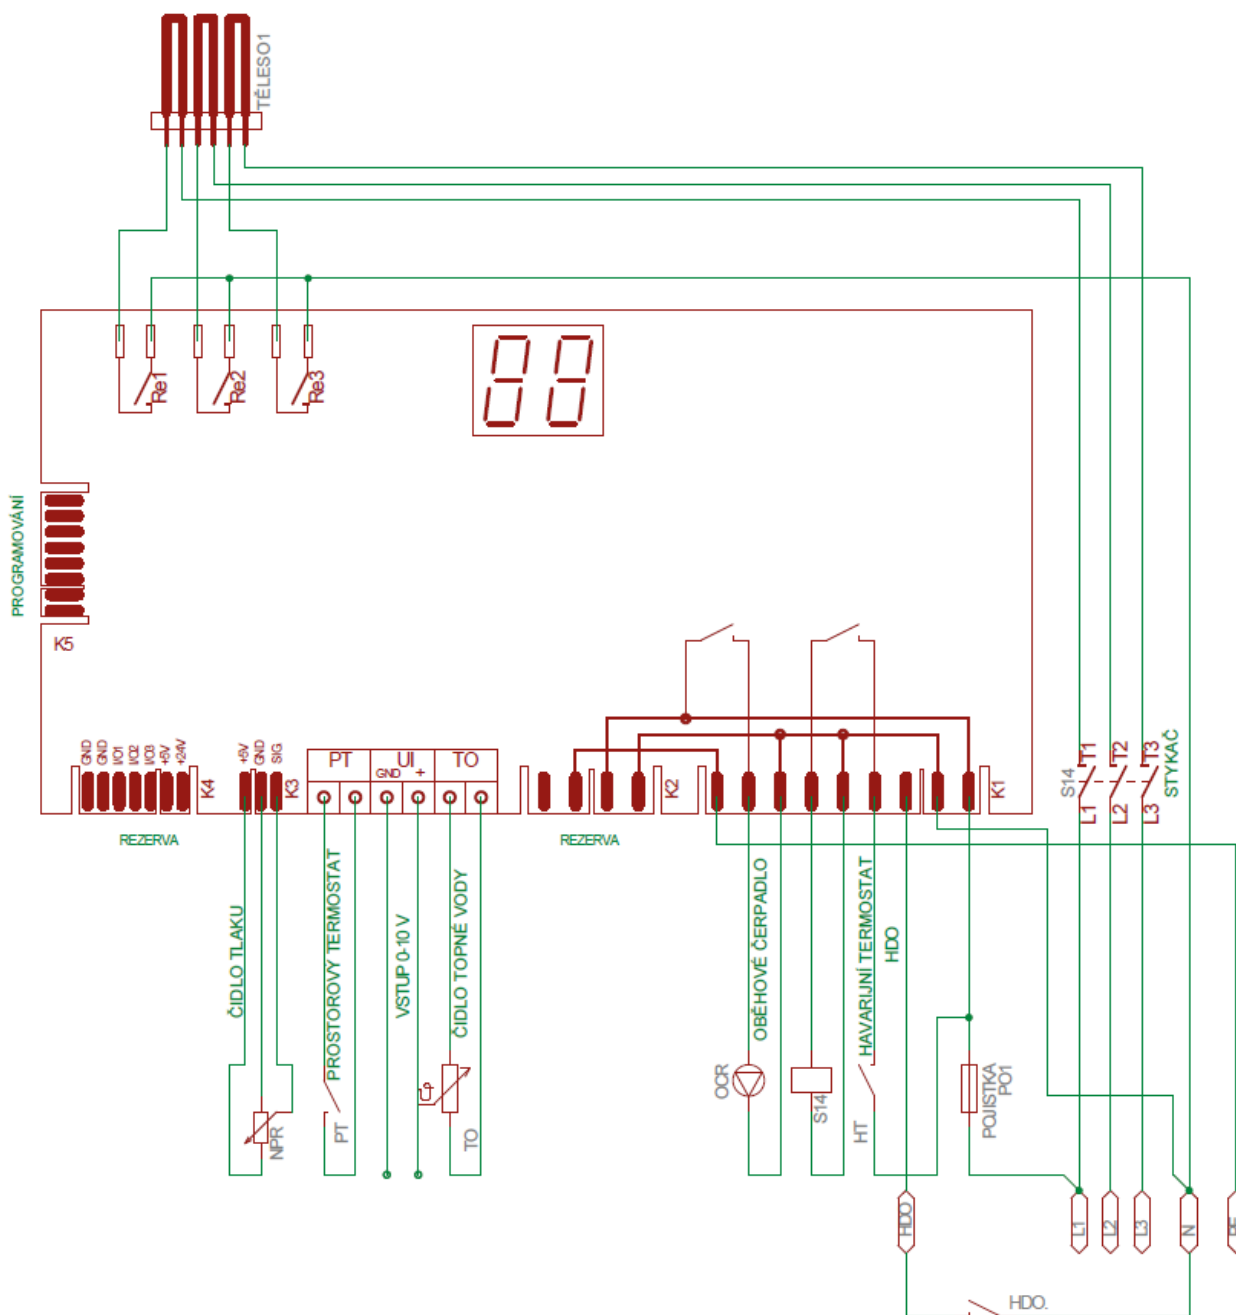 TĚLESO1
Re1
Re2
Re3
PROGRAMOVÁNÍ
K5
GND
GND
I/O1
I/O2
I/O3
+5V
+24V
K4
+5V
GND
SIG
K3
PT
UI
TO
GND
+
K2
K1
S14
T1
T2
T3
L1
L2
L3
STYKAČ
REZERVA
REZERVA
ČIDLO TLAKU
PROSTOROVÝ TERMOSTAT
VSTUP 0-10 V
ČIDLO TOPNÉ VODY
OBĚHOVÉ ČERPADLO
HAVARIJNÍ TERMOSTAT
HDO
NPR
PT
TO
OCR
S14
HT
POJISTKA
PO1
HDO
L1
L2
L3
N
HDO.